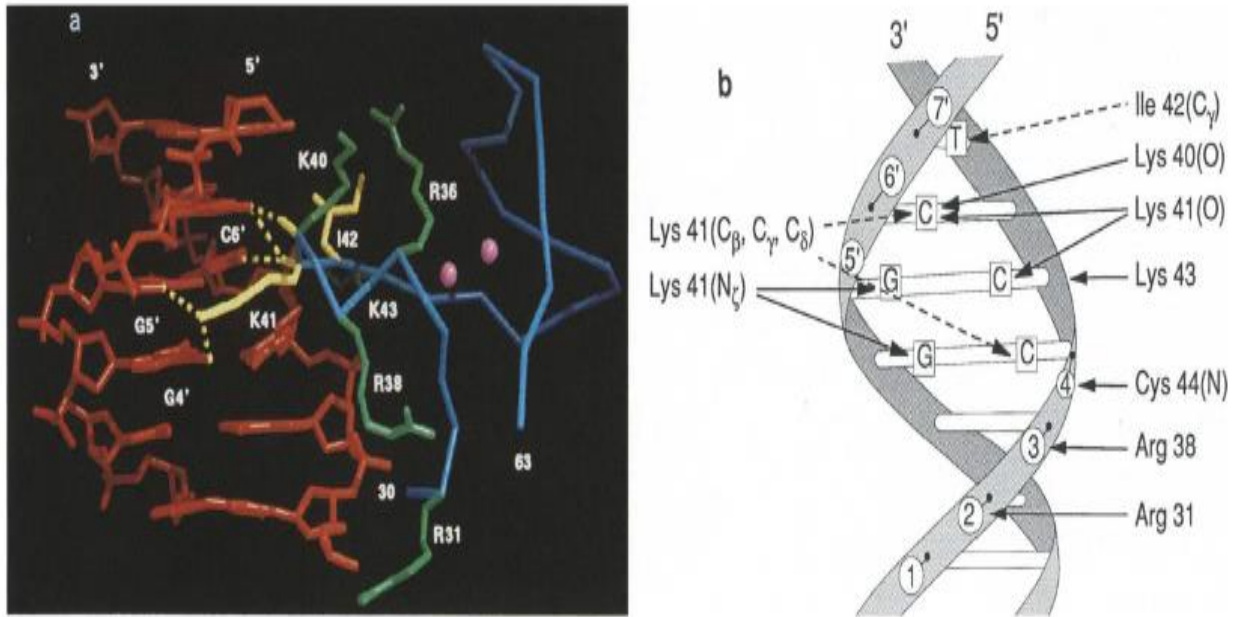 a
3' 5'
K40
R36
C6'
I42
G5'
K41
K43
G4'
R38
30
63
R31
b
3' 5'
7'
T
Ile 42(Cγ)
6'
C
Lys 40(O)
Lys 41(O)
Lys 41(Cβ, Cγ, Cδ)
5'
G C
Lys 43
Lys 41(Nζ)
G C
4
Cys 44(N)
3
Arg 38
2
Arg 31
1